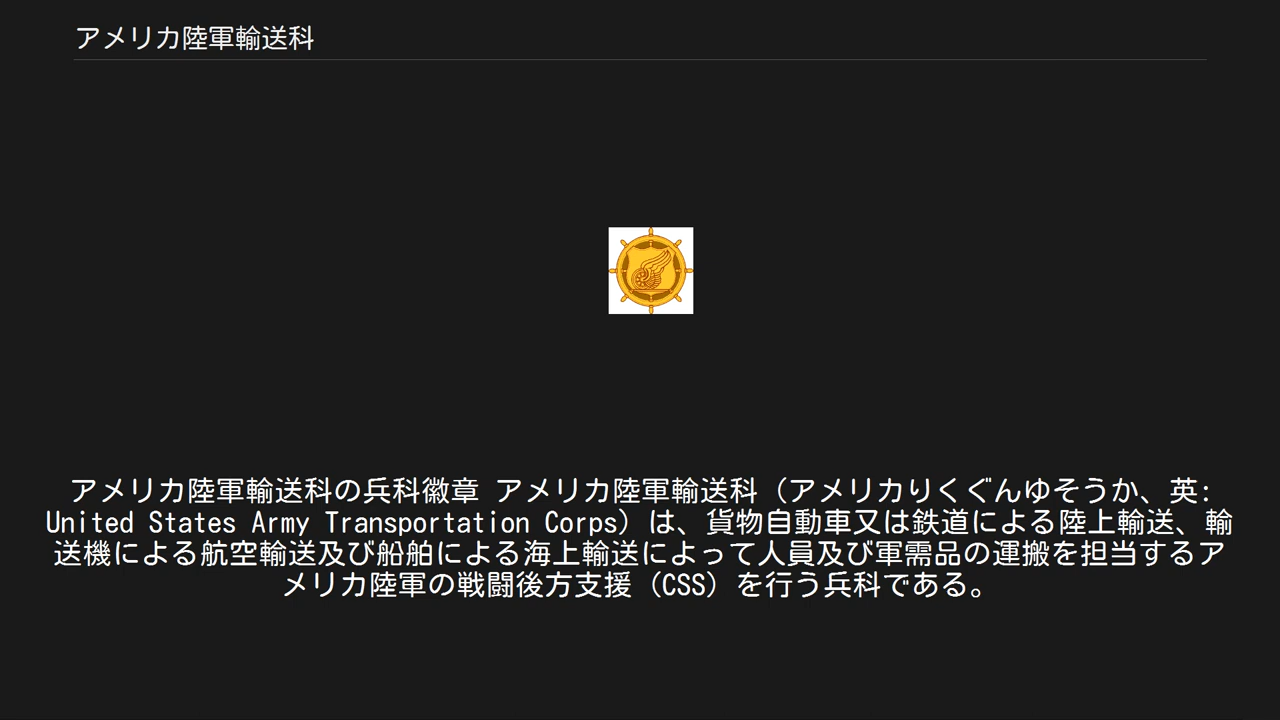 アメリカ陸軍輸送科
アメリカ陸軍輸送科の兵科徽章 アメリカ陸軍輸送科（アメリカりくぐんゆそうか、英:
United States Army Transportation Corps）は、貨物自動車又は鉄道による陸上輸送、輸
送機による航空輸送及び船舶による海上輸送によって人員及び軍需品の運搬を担当するア
メリカ陸軍の戦闘後方支援（CSS）を行う兵科である。